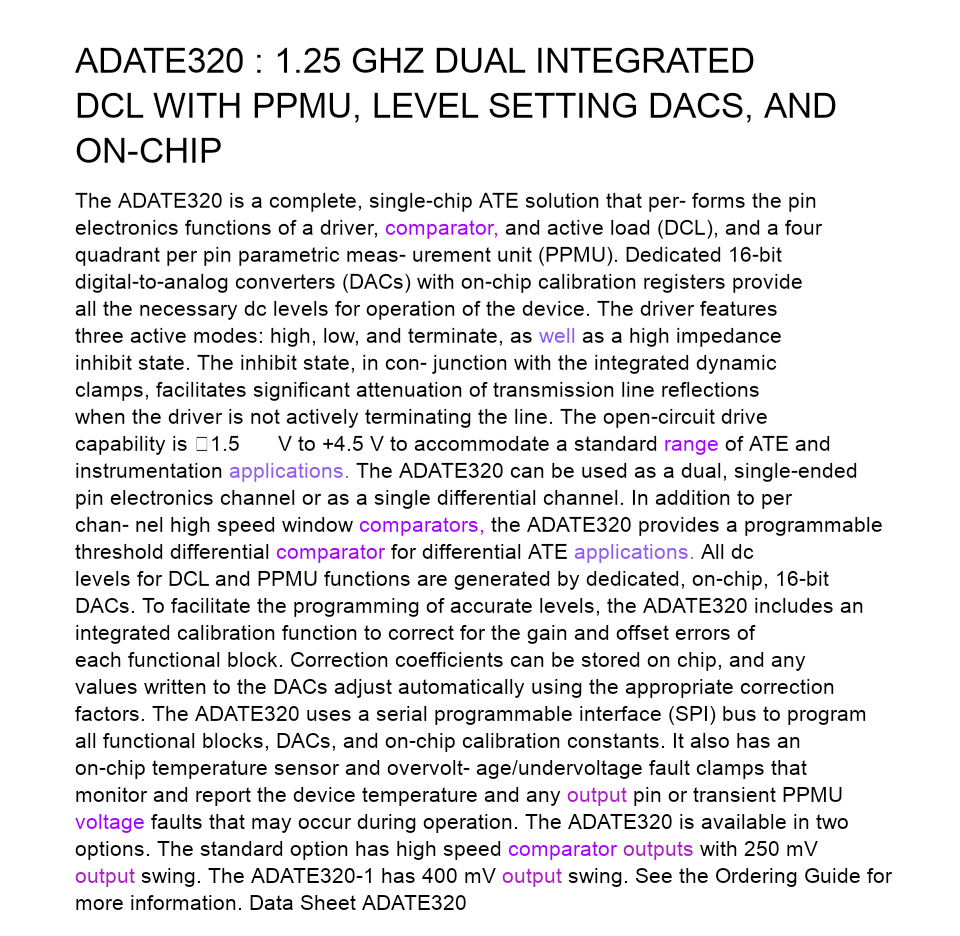 ADATE320 : 1.25 GHZ DUAL INTEGRATED
DCL WITH PPMU, LEVEL SETTING DACS, AND
ON-CHIP
The ADATE320 is a complete, single-chip ATE solution that per- forms the pin
electronics functions of a driver, comparator, and active load (DCL), and a four
quadrant per pin parametric meas- urement unit (PPMU). Dedicated 16-bit
digital-to-analog converters (DACs) with on-chip calibration registers provide
all the necessary dc levels for operation of the device. The driver features
three active modes: high, low, and terminate, as well as a high impedance
inhibit state. The inhibit state, in con- junction with the integrated dynamic
clamps, facilitates significant attenuation of transmission line reflections
when the driver is not actively terminating the line. The open-circuit drive
capability is □1.5 V to +4.5 V to accommodate a standard range of ATE and
instrumentation applications. The ADATE320 can be used as a dual, single-ended
pin electronics channel or as a single differential channel. In addition to per
chan- nel high speed window comparators, the ADATE320 provides a programmable
threshold differential comparator for differential ATE applications. All dc
levels for DCL and PPMU functions are generated by dedicated, on-chip, 16-bit
DACs. To facilitate the programming of accurate levels, the ADATE320 includes an
integrated calibration function to correct for the gain and offset errors of
each functional block. Correction coefficients can be stored on chip, and any
values written to the DACs adjust automatically using the appropriate correction
factors. The ADATE320 uses a serial programmable interface (SPI) bus to program
all functional blocks, DACs, and on-chip calibration constants. It also has an
on-chip temperature sensor and overvolt- age/undervoltage fault clamps that
monitor and report the device temperature and any output pin or transient PPMU
voltage faults that may occur during operation. The ADATE320 is available in two
options. The standard option has high speed comparator outputs with 250 mV
output swing. The ADATE320-1 has 400 mV output swing. See the Ordering Guide for
more information. Data Sheet ADATE320